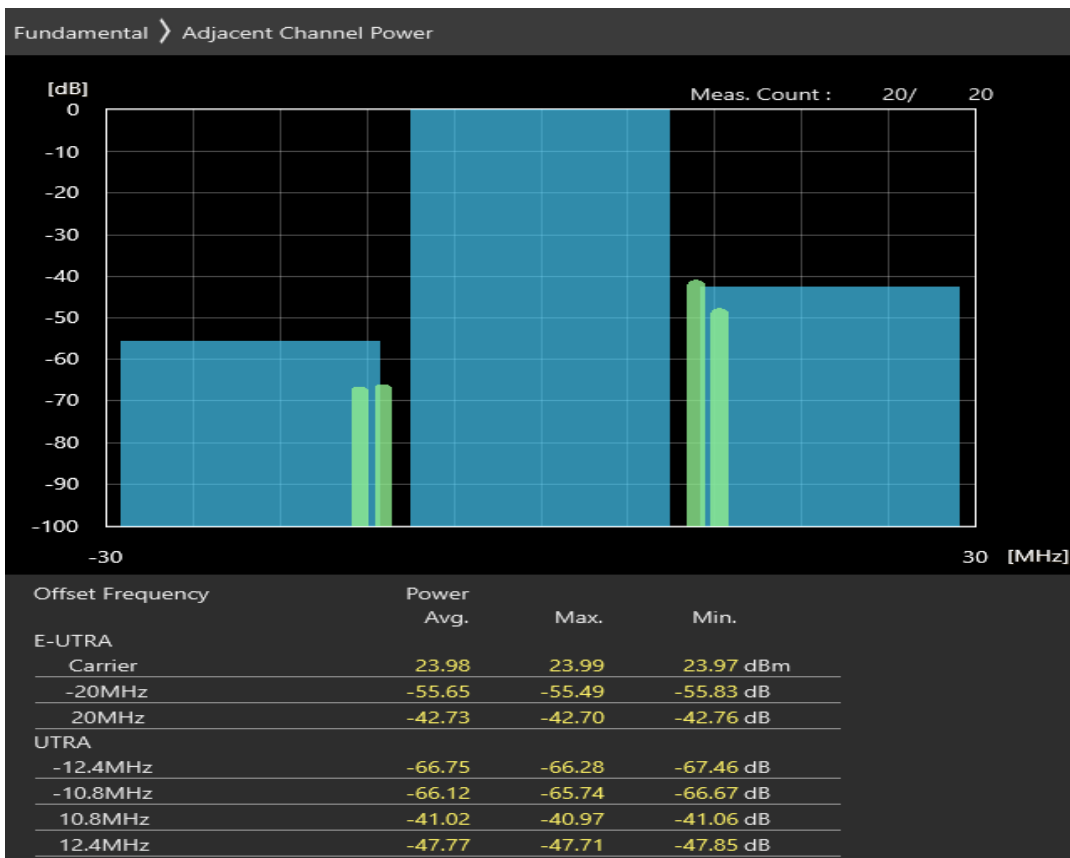 Fundamental 〉 Adjacent Channel Power
[dB]
Meas. Count : 20/ 20
0
-10
-20
-30
-40
-50
-60
-70
-80
-90
-100
-30 30 [MHz]
Offset Frequency Power
Avg. Max. Min.
E-UTRA
Carrier 23.98 23.99 23.97 dBm
-20MHz -55.65 -55.49 -55.83 dB
20MHz -42.73 -42.70 -42.76 dB
UTRA
-12.4MHz -66.75 -66.28 -67.46 dB
-10.8MHz -66.12 -65.74 -66.67 dB
10.8MHz -41.02 -40.97 -41.06 dB
12.4MHz -47.77 -47.71 -47.85 dB